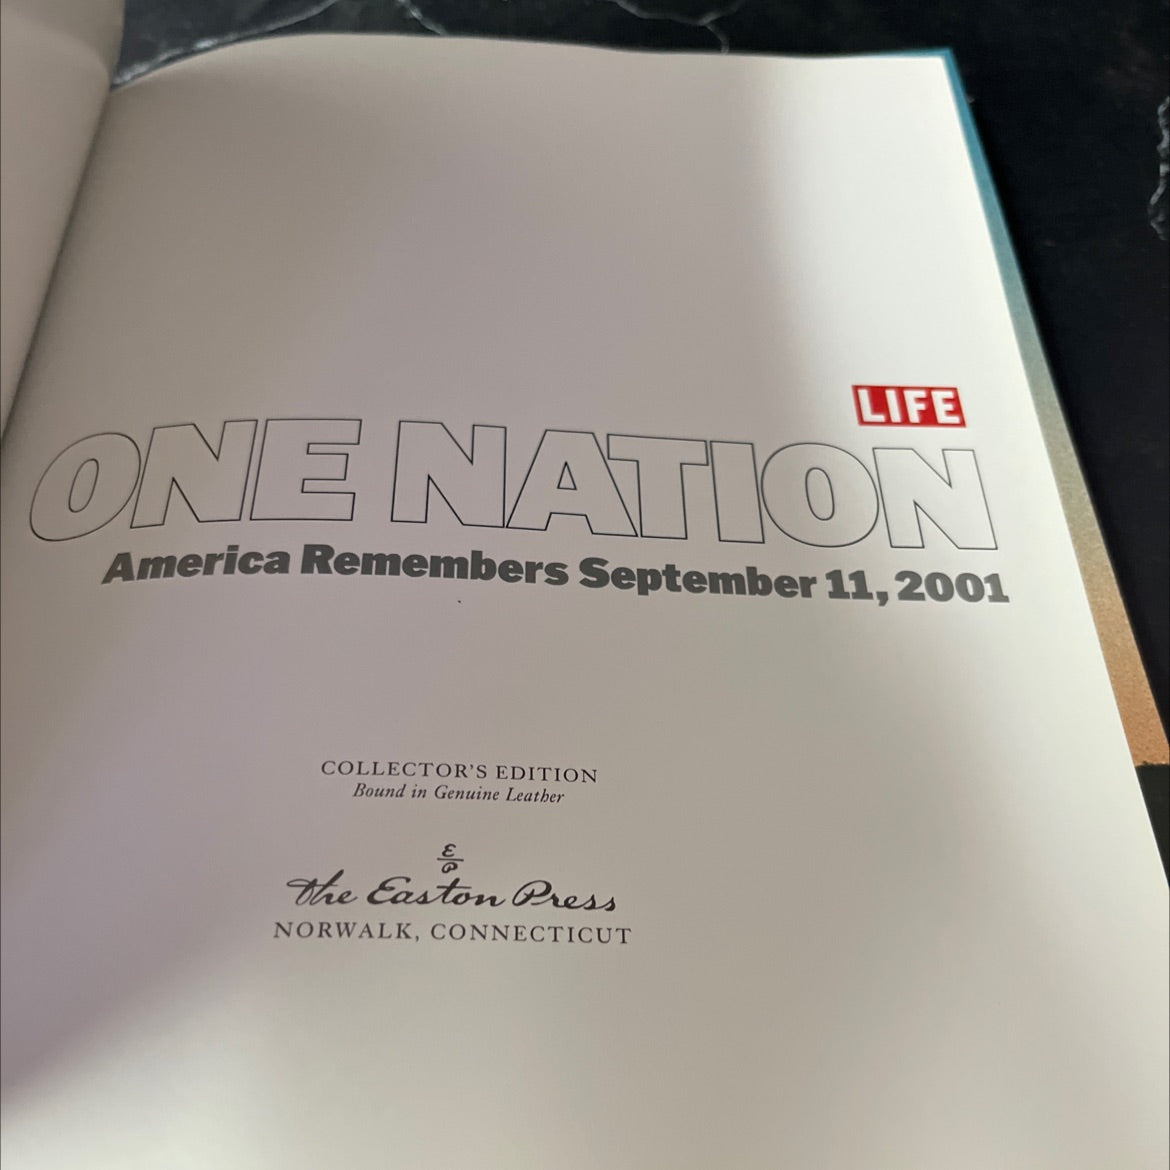 LIFE
ONE NATION
America Remembers September 11, 2001
COLLECTOR'S EDITION
Bound in Genuine Leather
E
P
The Easton Press
NORWALK, CONNECTICUT